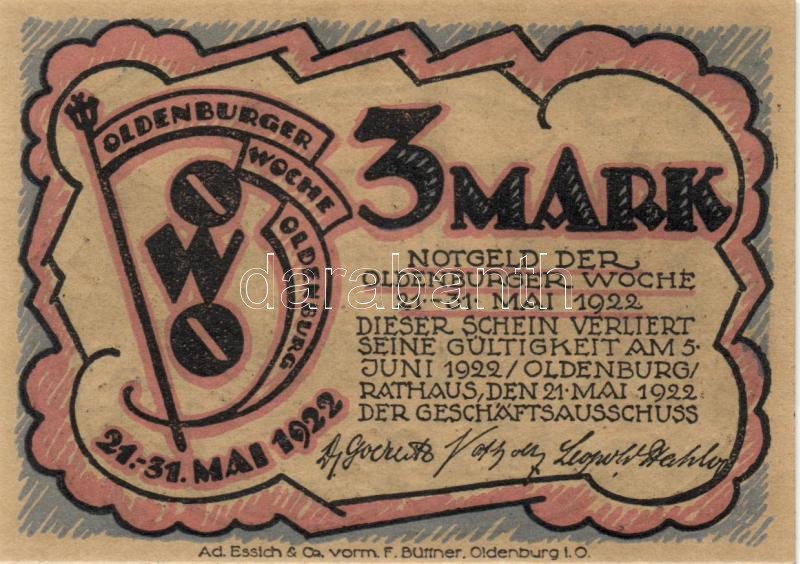 OLDENBURGER
WOCHE
OLDENBURG
O
W
O
21.-31. MAI 1922
3 MARK
NOTGELD DER
OLDENBURGER WOCHE
21.-31. MAI 1922
DIESER SCHEIN VERLIERT
SEINE GÜLTIGKEIT AM 5.
JUNI 1922/OLDENBURG/
RATHAUS, DEN 21. MAI 1922
DER GESCHÄFTSAUSSCHUSS
Leopold
Ad. Essich & Co. vorm. F. Büttner, Oldenburg i. O.
darabanth